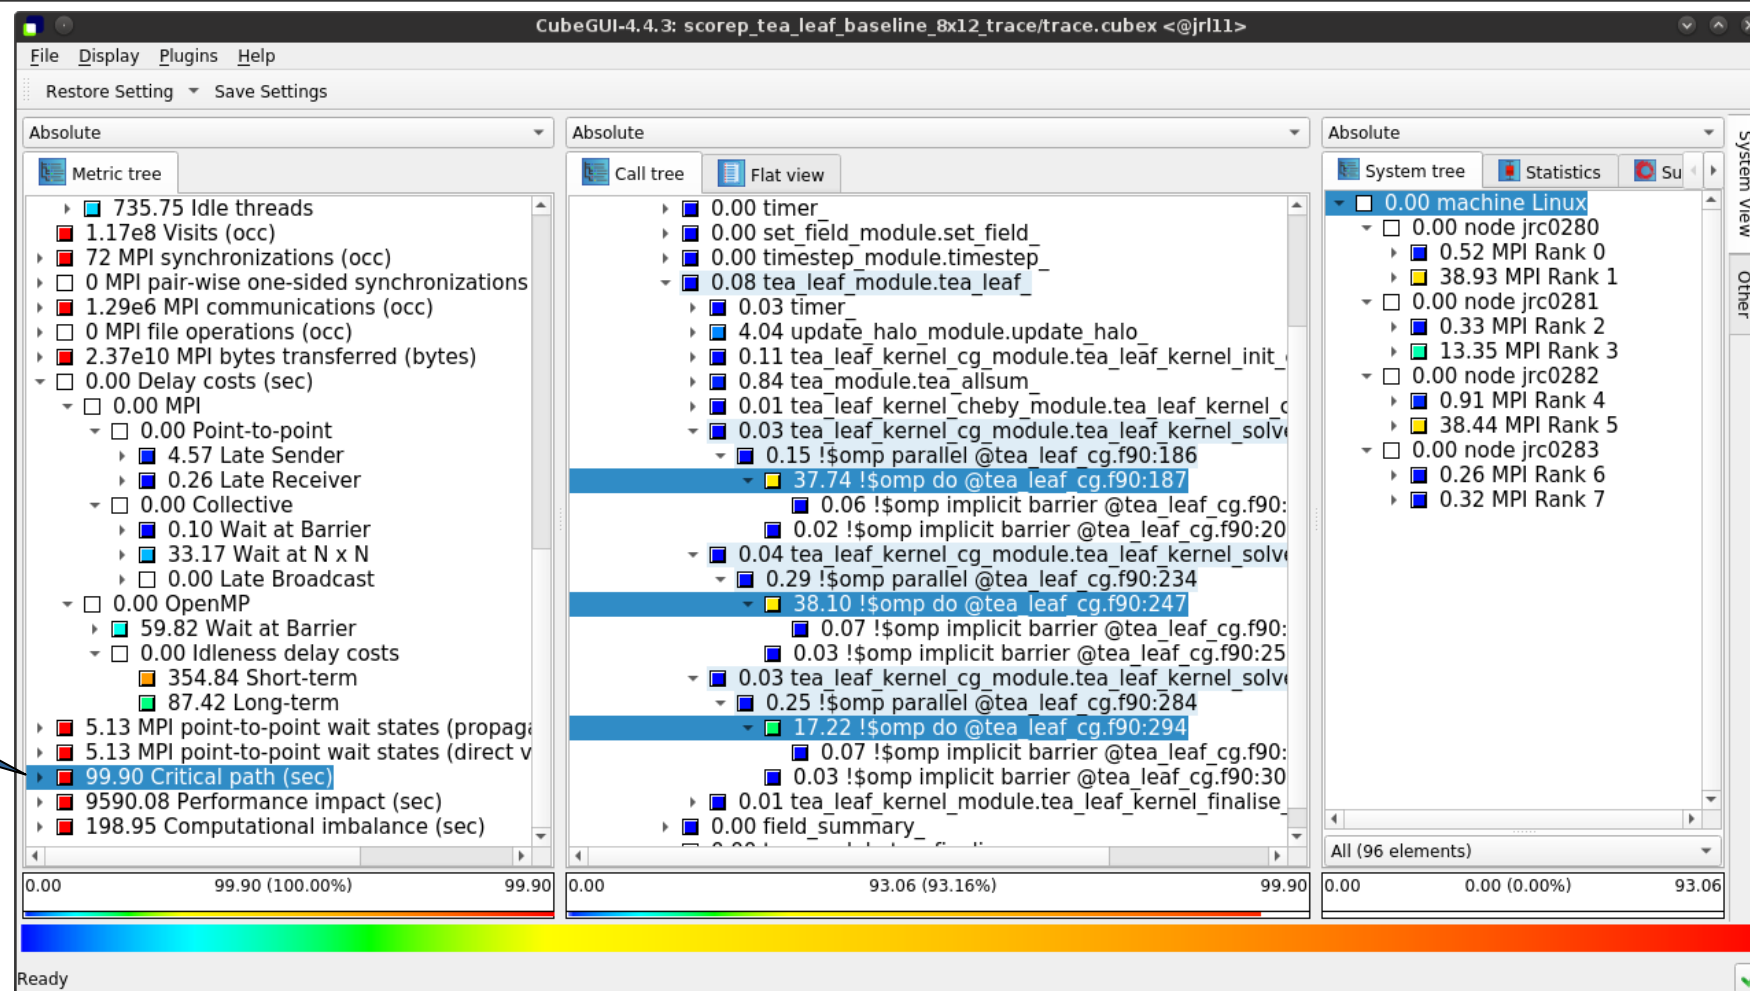 CubeGUI-4.4.3: scorep_tea_leaf_baseline_8x12_trace/trace.cubex <@jrl11>
File Display Plugins Help
Restore Setting Save Settings
Absolute
Metric tree
735.75 Idle threads
1.17e8 Visits (occ)
72 MPI synchronizations (occ)
0 MPI pair-wise one-sided synchronizations
1.29e6 MPI communications (occ)
0 MPI file operations (occ)
2.37e10 MPI bytes transferred (bytes)
0.00 Delay costs (sec)
0.00 MPI
0.00 Point-to-point
4.57 Late Sender
0.26 Late Receiver
0.00 Collective
0.10 Wait at Barrier
33.17 Wait at N x N
0.00 Late Broadcast
0.00 OpenMP
59.82 Wait at Barrier
0.00 Idleness delay costs
354.84 Short-term
87.42 Long-term
5.13 MPI point-to-point wait states (propaga
5.13 MPI point-to-point wait states (direct v
99.90 Critical path (sec)
9590.08 Performance impact (sec)
198.95 Computational imbalance (sec)
0.00 99.90 (100.00%) 99.90
Absolute
Call tree Flat view
0.00 timer_
0.00 set_field_module.set_field_
0.00 timestep_module.timestep_
0.08 tea_leaf_module.tea_leaf_
0.03 timer_
4.04 update_halo_module.update_halo_
0.11 tea_leaf_kernel_cg_module.tea_leaf_kernel_init_
0.84 tea_module.tea_allsum_
0.01 tea_leaf_kernel_cheby_module.tea_leaf_kernel_c
0.03 tea_leaf_kernel_cg_module.tea_leaf_kernel_solve
0.15 !$omp parallel @tea_leaf_cg.f90:186
37.74 !$omp do @tea_leaf_cg.f90:187
0.06 !$omp implicit barrier @tea_leaf_cg.f90:
0.02 !$omp implicit barrier @tea_leaf_cg.f90:20
0.04 tea_leaf_kernel_cg_module.tea_leaf_kernel_solve
0.29 !$omp parallel @tea_leaf_cg.f90:234
38.10 !$omp do @tea_leaf_cg.f90:247
0.07 !$omp implicit barrier @tea_leaf_cg.f90:
0.03 !$omp implicit barrier @tea_leaf_cg.f90:25
0.03 tea_leaf_kernel_cg_module.tea_leaf_kernel_solve
0.25 !$omp parallel @tea_leaf_cg.f90:284
17.22 !$omp do @tea_leaf_cg.f90:294
0.07 !$omp implicit barrier @tea_leaf_cg.f90:
0.03 !$omp implicit barrier @tea_leaf_cg.f90:30
0.01 tea_leaf_kernel_module.tea_leaf_kernel_finalise_
0.00 field_summary_
0.00 93.06 (93.16%) 99.90
Absolute
System tree Statistics Su
0.00 machine Linux
0.00 node jrc0280
0.52 MPI Rank 0
38.93 MPI Rank 1
0.00 node jrc0281
0.33 MPI Rank 2
13.35 MPI Rank 3
0.00 node jrc0282
0.91 MPI Rank 4
38.44 MPI Rank 5
0.00 node jrc0283
0.26 MPI Rank 6
0.32 MPI Rank 7
All (96 elements)
0.00 0.00 (0.00%) 93.06
System View
Other
Ready